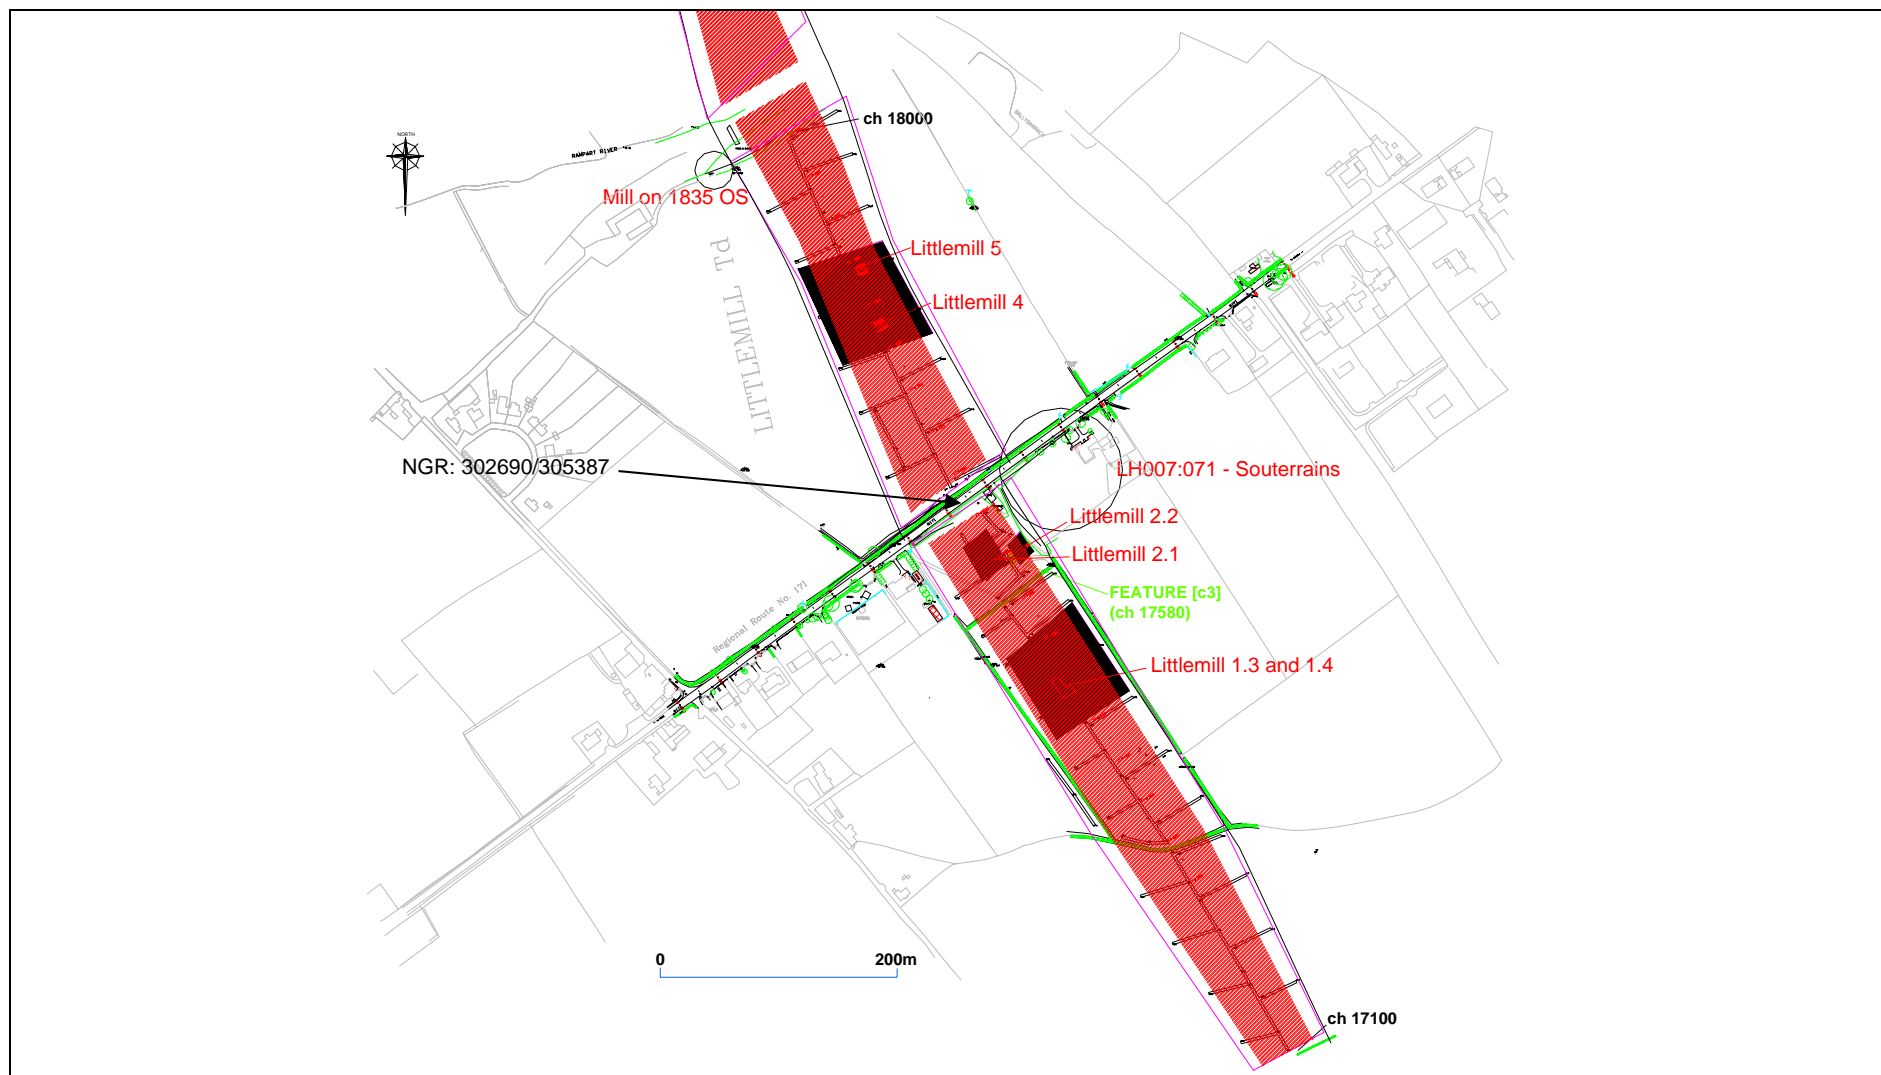 ch 18000
NORTH
BALLYBARRACK
RAMPART RIVER
Mill on 1835 OS
LITTLEMILL Td
Littlemill 5
Littlemill 4
NGR: 302690/305387
LH007:071 - Souterrains
Littlemill 2.2
Littlemill 2.1
FEATURE [c3]
(ch 17580)
Regional Route No. 171
Littlemill 1.3 and 1.4
0
200m
ch 17100